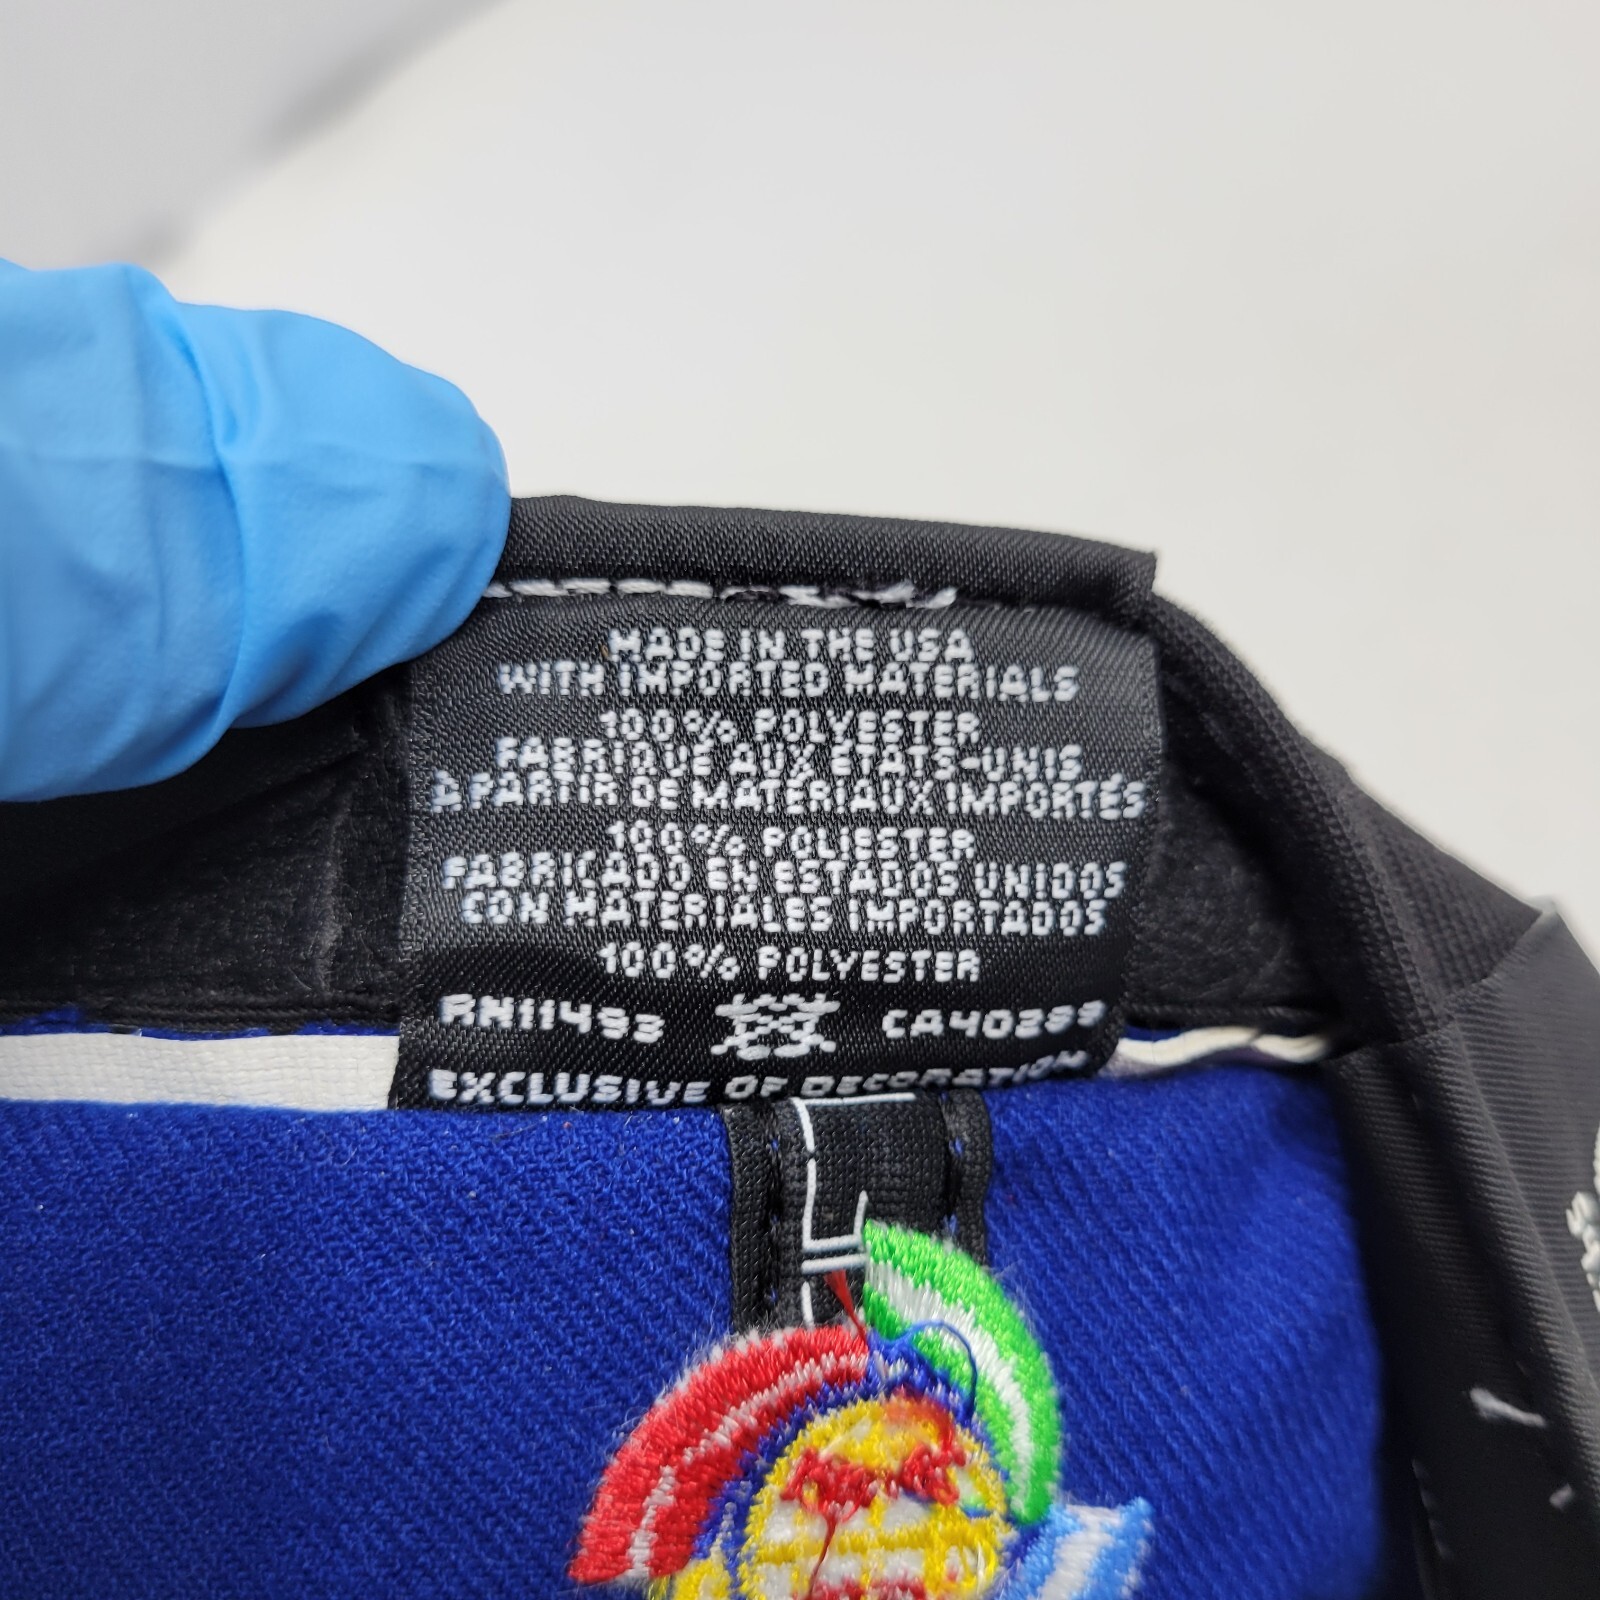 MADE IN THE USA
WITH IMPORTED MATERIALS
100% POLYESTER
FABRIQUÉ AUX ÉTATS-UNIS
À PARTIR DE MATÉRIAUX IMPORTÉS
100% POLIESTER
FABRICADO EN ESTADOS UNIDOS
CON MATERIALES IMPORTADOS
100% POLYESTER
RN11493 CA40299
EXCLUSIVE OF DECORATION